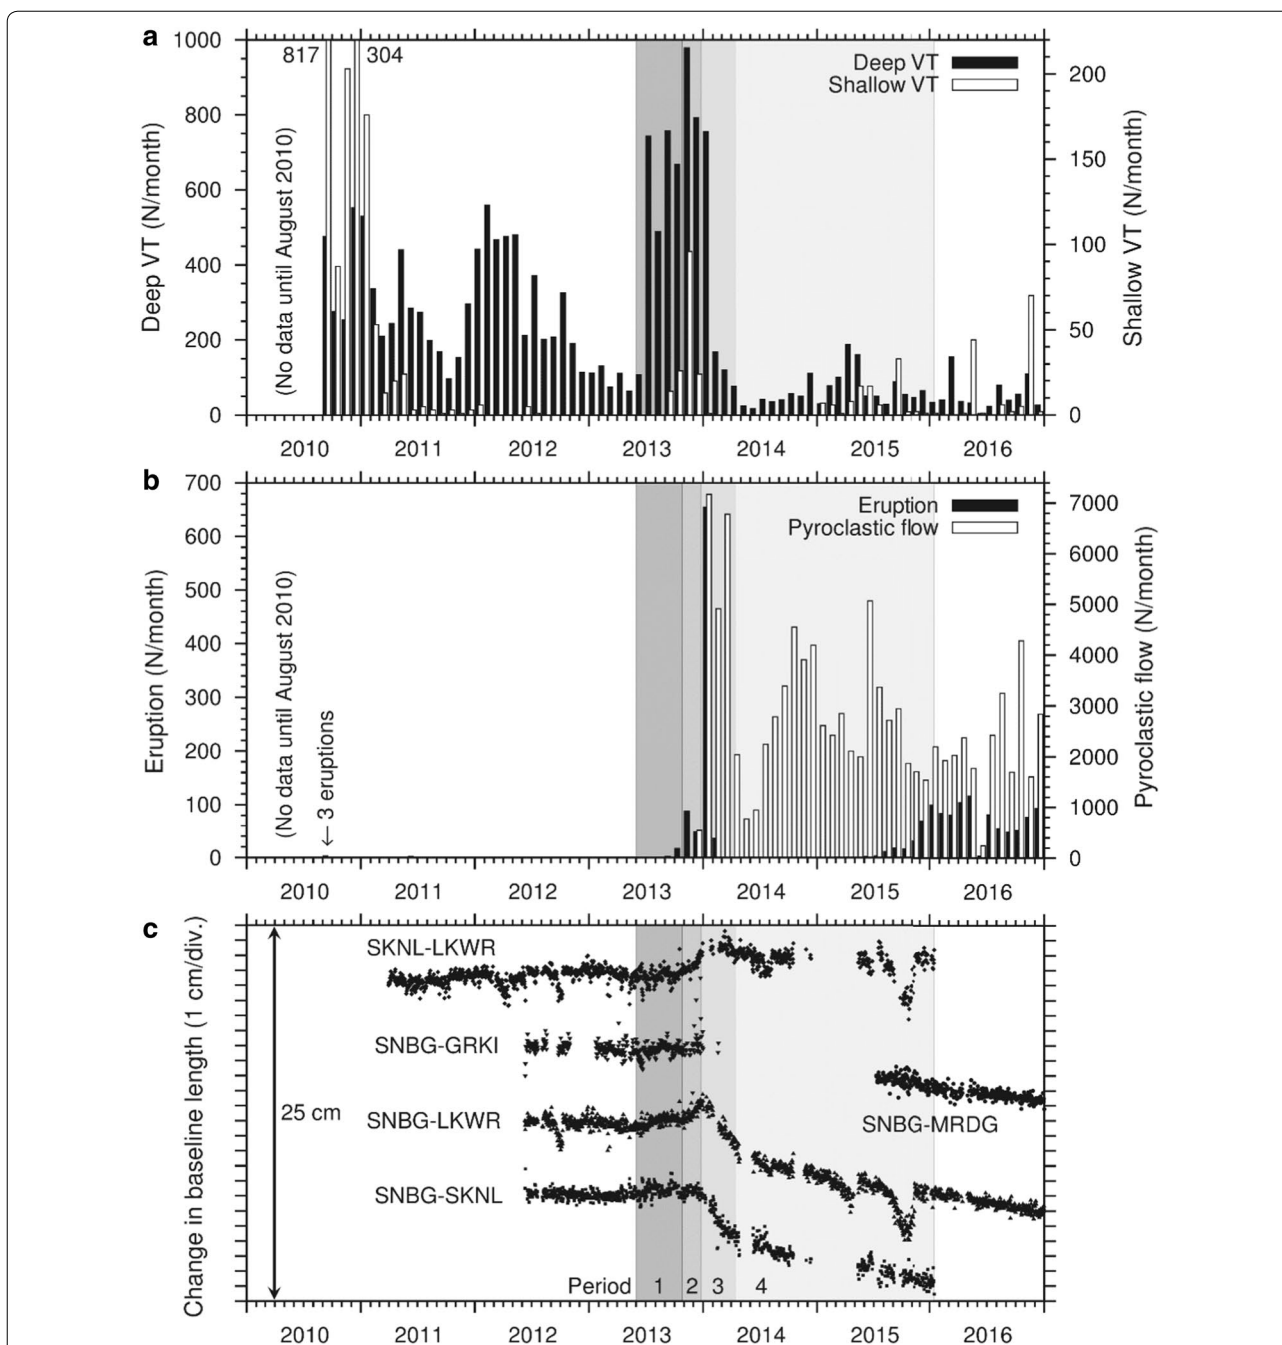 a
1000
800
600
400
200
0
Deep VT (N/month)
(No data until August 2010)
817
304
Deep VT
Shallow VT
200
150
100
50
0
Shallow VT (N/month)
2010 2011 2012 2013 2014 2015 2016
b
700
600
500
400
300
200
100
0
Eruption (N/month)
(No data until August 2010)
← 3 eruptions
Eruption
Pyroclastic flow
7000
6000
5000
4000
3000
2000
1000
0
Pyroclastic flow (N/month)
2010 2011 2012 2013 2014 2015 2016
c
Change in baseline length (1 cm/div.)
25 cm
SKNL-LKWR
SNBG-GRKI
SNBG-LKWR
SNBG-MRDG
SNBG-SKNL
Period 1 2 3 4
2010 2011 2012 2013 2014 2015 2016